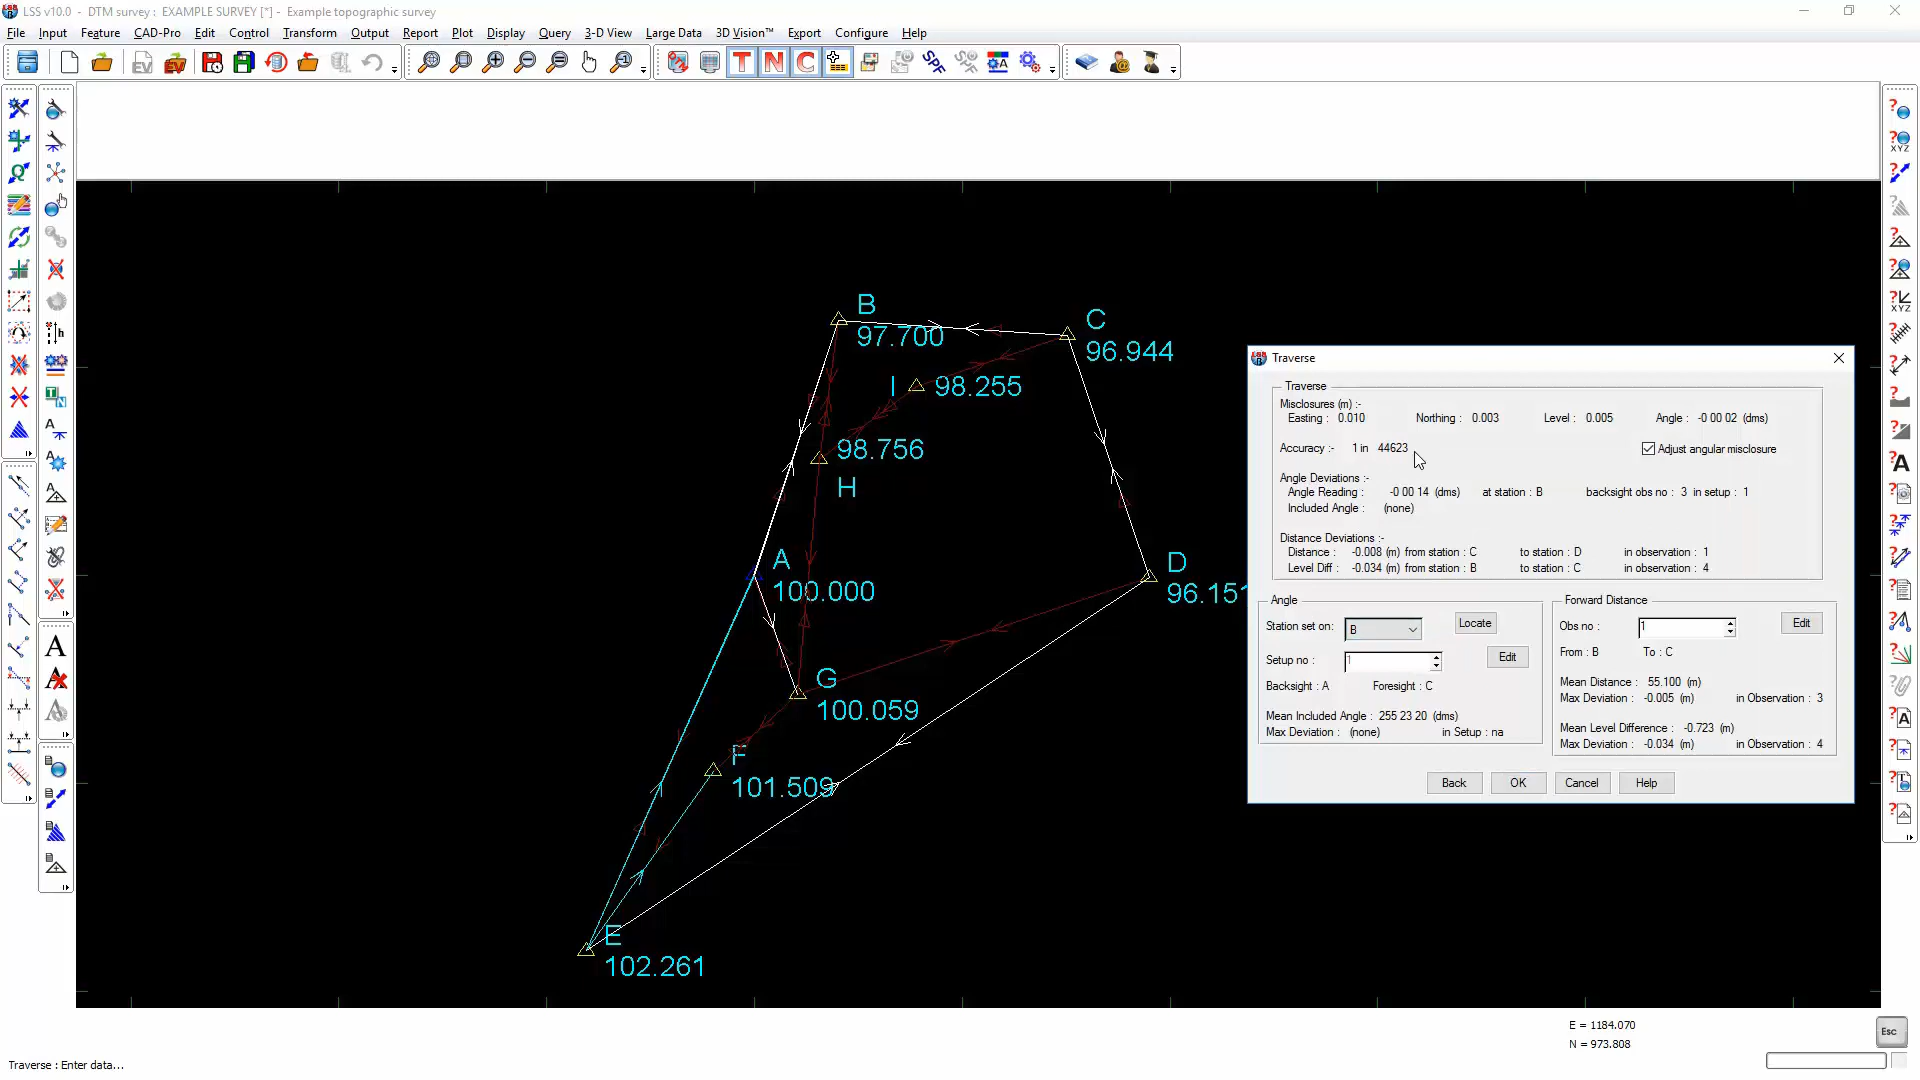 LSS v10.0 - DTM survey : EXAMPLE SURVEY [*] - Example topographic survey
File Input Feature CAD-Pro Edit Control Transform Output Report Plot Display Query 3-D View Large Data 3D Vision™ Export Configure Help
EV EV T N C SPF A
B
97.700
C
96.944
I 98.255
98.756
H
A
100.000
D
96.151
G
100.059
F
101.509
E
102.261
Traverse
Traverse
Misclosures (m) :-
Easting : 0.010 Northing : 0.003 Level : 0.005 Angle : -0 00 02 (dms)
Accuracy :- 1 in 44623 Adjust angular misclosure
Angle Deviations :-
Angle Reading : -0 00 14 (dms) at station : B backsight obs no : 3 in setup : 1
Included Angle : (none)
Distance Deviations :-
Distance : -0.008 (m) from station : C to station : D in observation : 1
Level Diff : -0.034 (m) from station : B to station : C in observation : 4
Angle
Station set on: B Locate
Setup no : 1 Edit
Backsight : A Foresight : C
Mean Included Angle : 255 23 20 (dms)
Max Deviation : (none) in Setup : na
Forward Distance
Obs no : 1 Edit
From : B To : C
Mean Distance : 55.100 (m)
Max Deviation : -0.005 (m) in Observation : 3
Mean Level Difference : -0.723 (m)
Max Deviation : -0.034 (m) in Observation : 4
Back OK Cancel Help
E = 1184.070
N = 973.808
Esc
Traverse : Enter data...